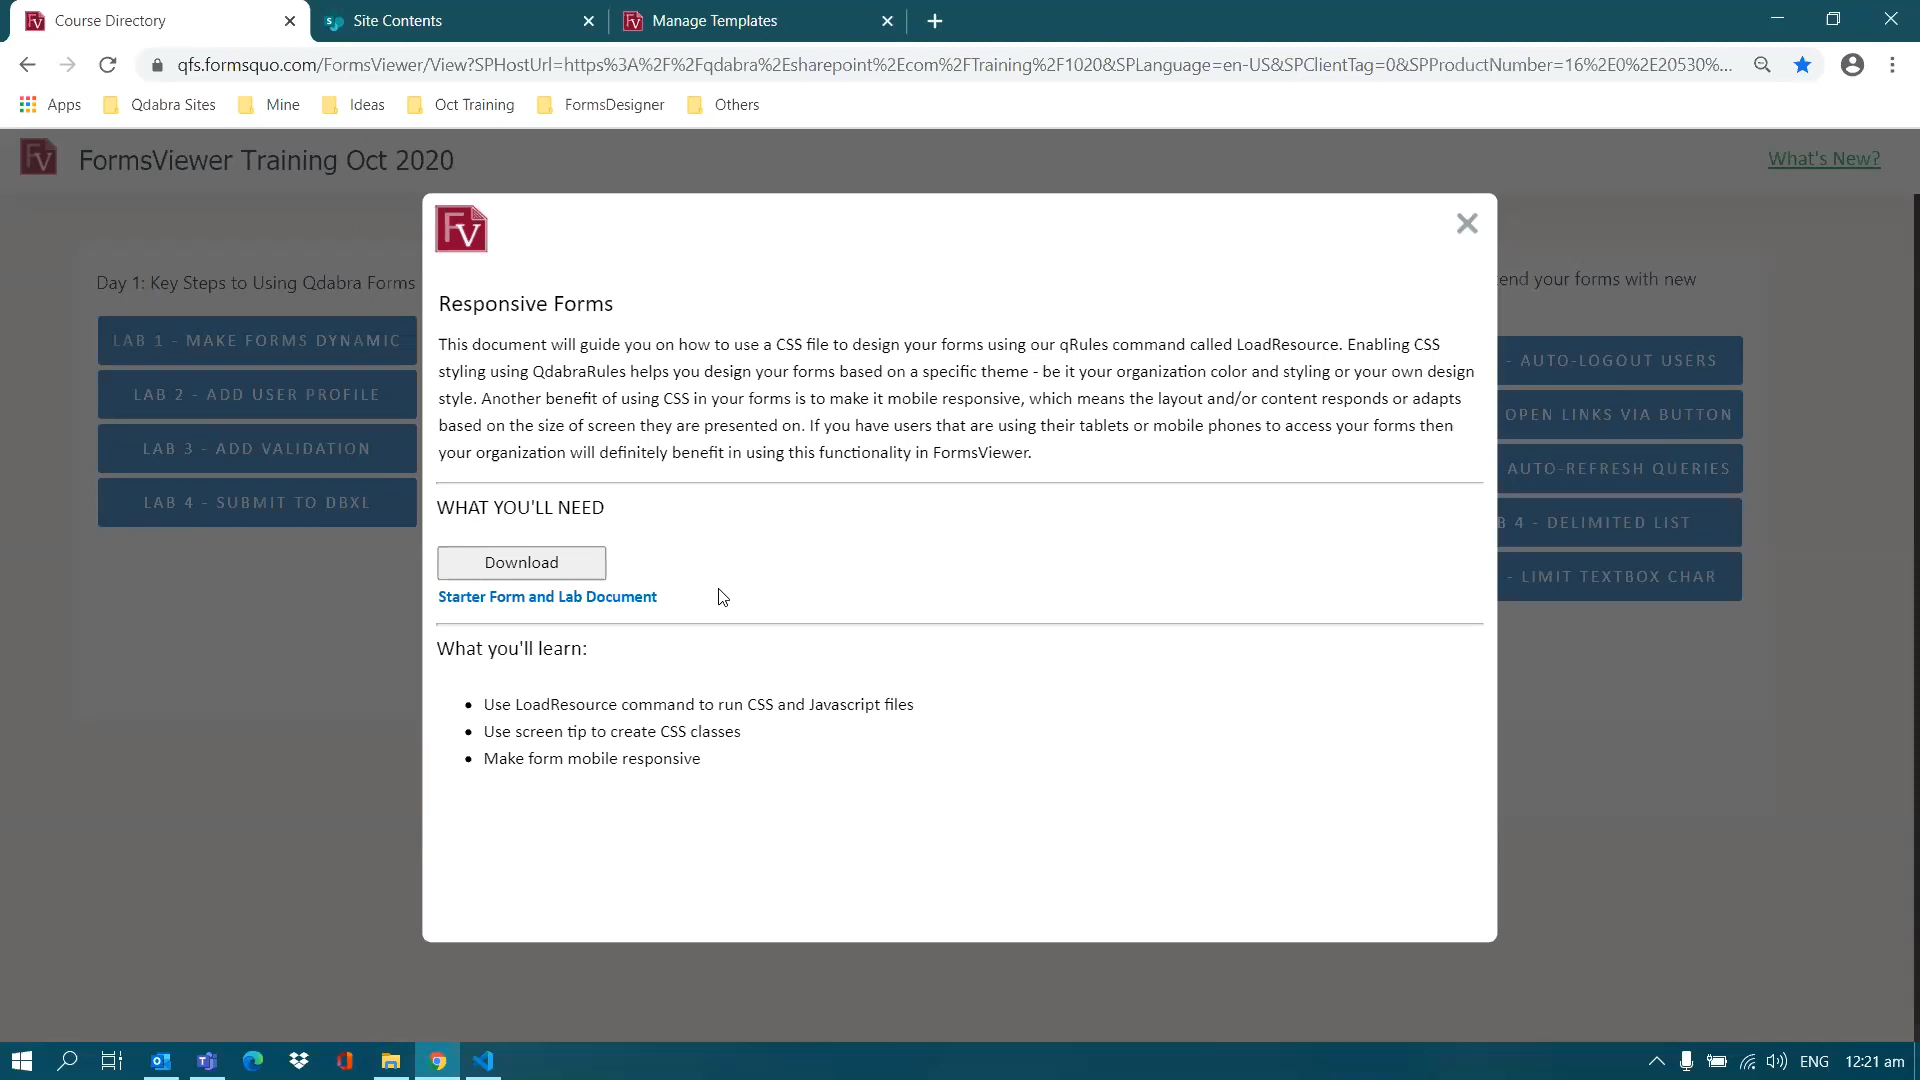 Course Directory
Site Contents
Manage Templates
qfs.formsquo.com/FormsViewer/View?SPHostUrl=https%3A%2F%2Fqdabra%2Esharepoint%2Ecom%2FTraining%2F1020&SPLanguage=en-US&SPClientTag=0&SPProductNumber=16%2E0%2E20530%...
Apps
Qdabra Sites
Mine
Ideas
Oct Training
FormsDesigner
Others
FV
FormsViewer Training Oct 2020
What's New?
FV
Day 1: Key Steps to Using Qdabra Forms
LAB 1 - MAKE FORMS DYNAMIC
LAB 2 - ADD USER PROFILE
LAB 3 - ADD VALIDATION
LAB 4 - SUBMIT TO DBXL
Responsive Forms
This document will guide you on how to use a CSS file to design your forms using our qRules command called LoadResource. Enabling CSS
styling using QdabraRules helps you design your forms based on a specific theme - be it your organization color and styling or your own design
style. Another benefit of using CSS in your forms is to make it mobile responsive, which means the layout and/or content responds or adapts
based on the size of screen they are presented on. If you have users that are using their tablets or mobile phones to access your forms then
your organization will definitely benefit in using this functionality in FormsViewer.
WHAT YOU'LL NEED
Download
Starter Form and Lab Document
What you'll learn:
• Use LoadResource command to run CSS and Javascript files
• Use screen tip to create CSS classes
• Make form mobile responsive
end your forms with new
- AUTO-LOGOUT USERS
OPEN LINKS VIA BUTTON
AUTO-REFRESH QUERIES
B 4 - DELIMITED LIST
- LIMIT TEXTBOX CHAR
ENG
12:21 am